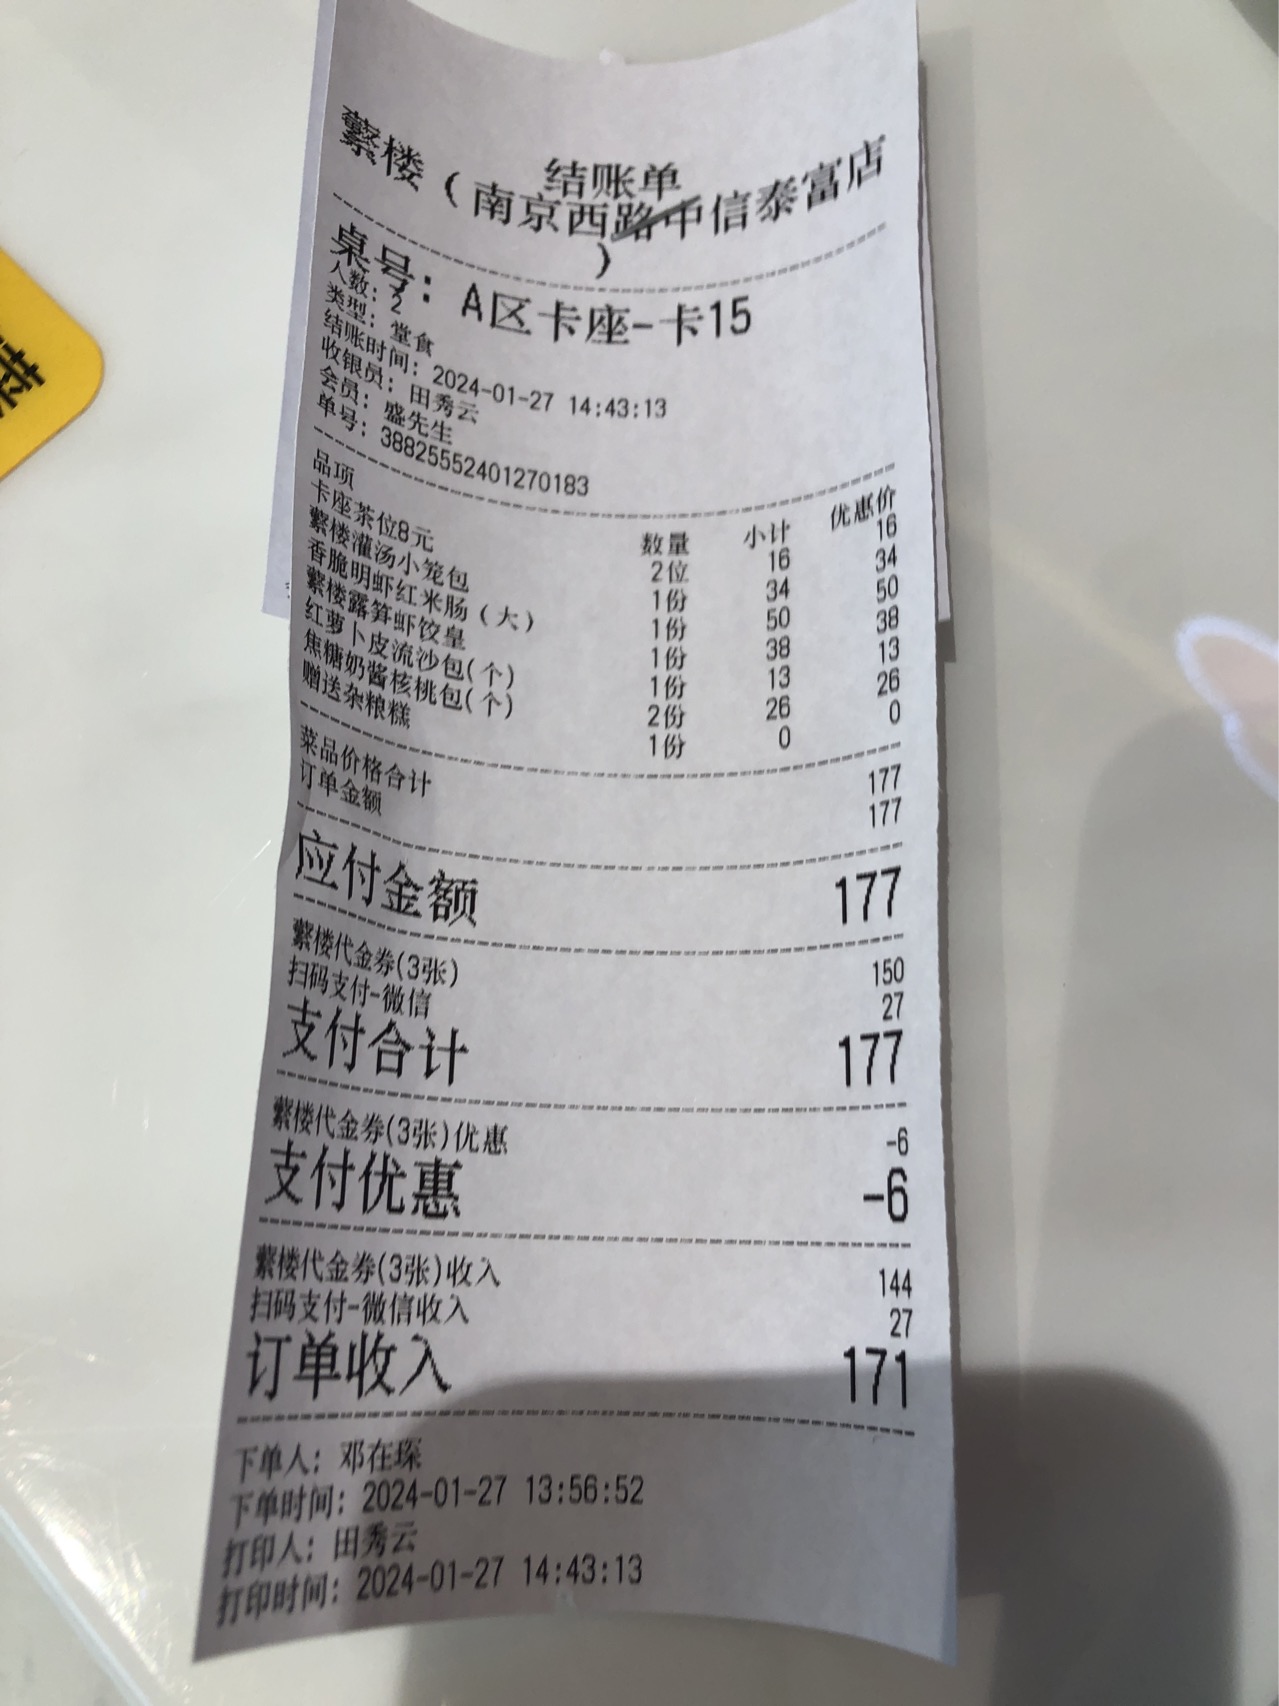 结账单
蘩楼（南京西路中信泰富店
）
桌号：A区卡座-卡15
人数：2
类型：堂食
结账时间：2024-01-27 14:43:13
收银员：田秀云
会员：盛先生
单号：38825552401270183
品项 数量 小计 优惠价
卡座茶位8元 2位 16 16
蘩楼灌汤小笼包 1份 34 34
香脆明虾红米肠（大） 1份 50 50
蘩楼露笋虾饺皇 1份 38 38
红萝卜皮流沙包(个) 1份 13 13
焦糖奶酱核桃包(个) 2份 26 26
赠送杂粮糕 1份 0 0
菜品价格合计 177
订单金额 177
应付金额 177
蘩楼代金券(3张) 150
扫码支付-微信 27
支付合计 177
蘩楼代金券(3张)优惠 -6
支付优惠 -6
蘩楼代金券(3张)收入 144
扫码支付-微信收入 27
订单收入 171
下单人：邓在琛
下单时间：2024-01-27 13:56:52
打印人：田秀云
打印时间：2024-01-27 14:43:13